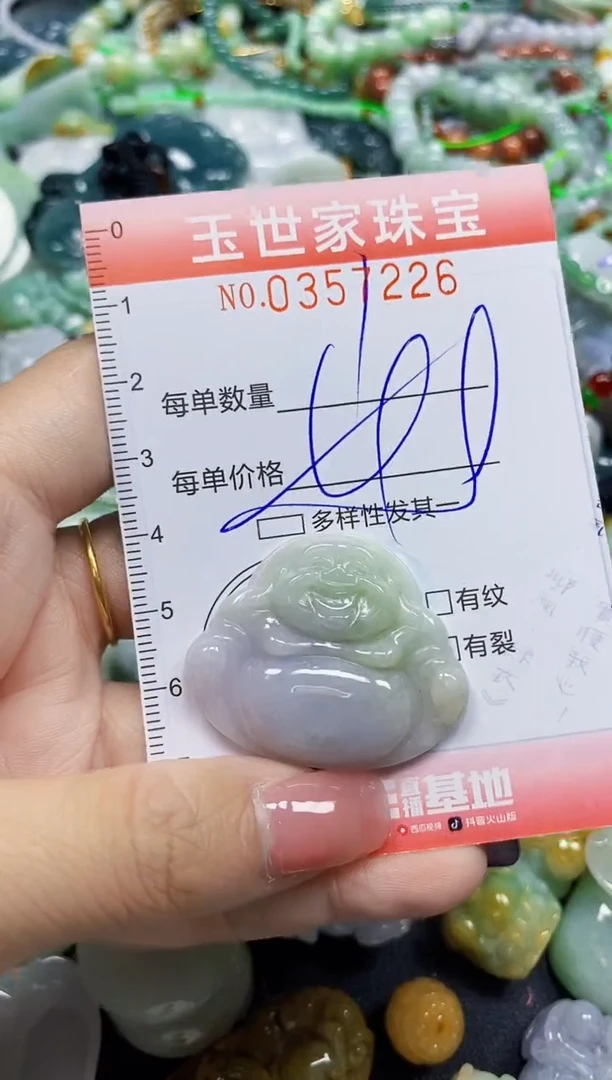 玉世家珠宝
NO.0357226
0
1
每单数量
2
每单价格
3
多样性发其一
4
有纹
5
有裂
6
直播基地
西瓜视频 抖音火山版